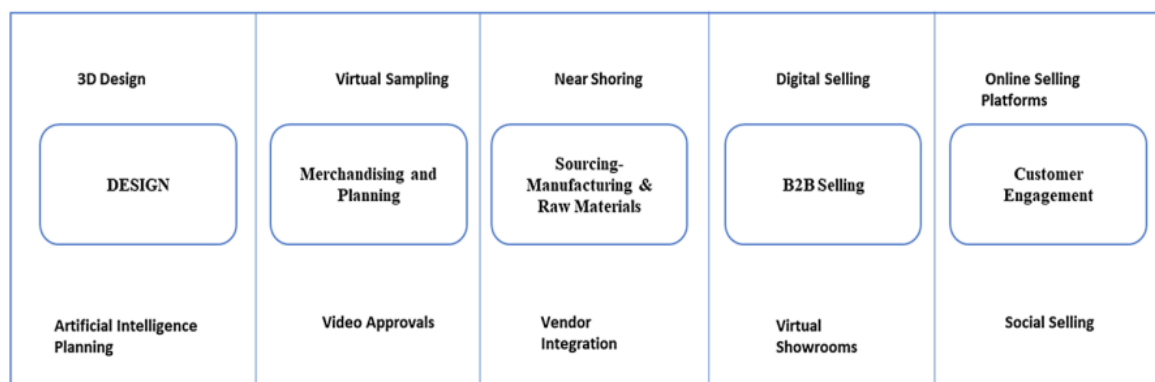 3D Design
Virtual Sampling
Near Shoring
Digital Selling
Online Selling
Platforms
DESIGN
Merchandising and
Planning
Sourcing-
Manufacturing &
Raw Materials
B2B Selling
Customer
Engagement
Artificial Intelligence
Planning
Video Approvals
Vendor
Integration
Virtual
Showrooms
Social Selling